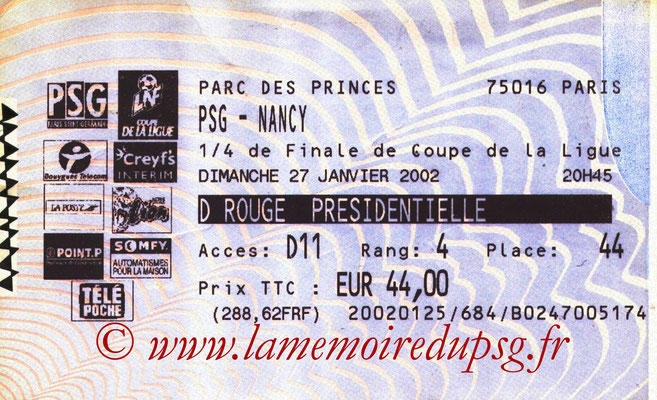 PSG
PARIS SAINT-GERMAIN
LNF
COUPE
DE LA LIGUE
Bouygues Telecom
Creyf's
INTERIM
LA POSTE
POINT.P
SOMFY
AUTOMATISMES
POUR LA MAISON
TÉLÉ
POCHE
PARC DES PRINCES 75016 PARIS
PSG - NANCY
1/4 de Finale de Coupe de la Ligue
DIMANCHE 27 JANVIER 2002 20H45
D ROUGE PRESIDENTIELLE
Acces: D11 Rang: 4 Place: 44
Prix TTC : EUR 44,00
(288,62FRF) 20020125/684/B0247005174
© www.lamemoiredupsg.fr